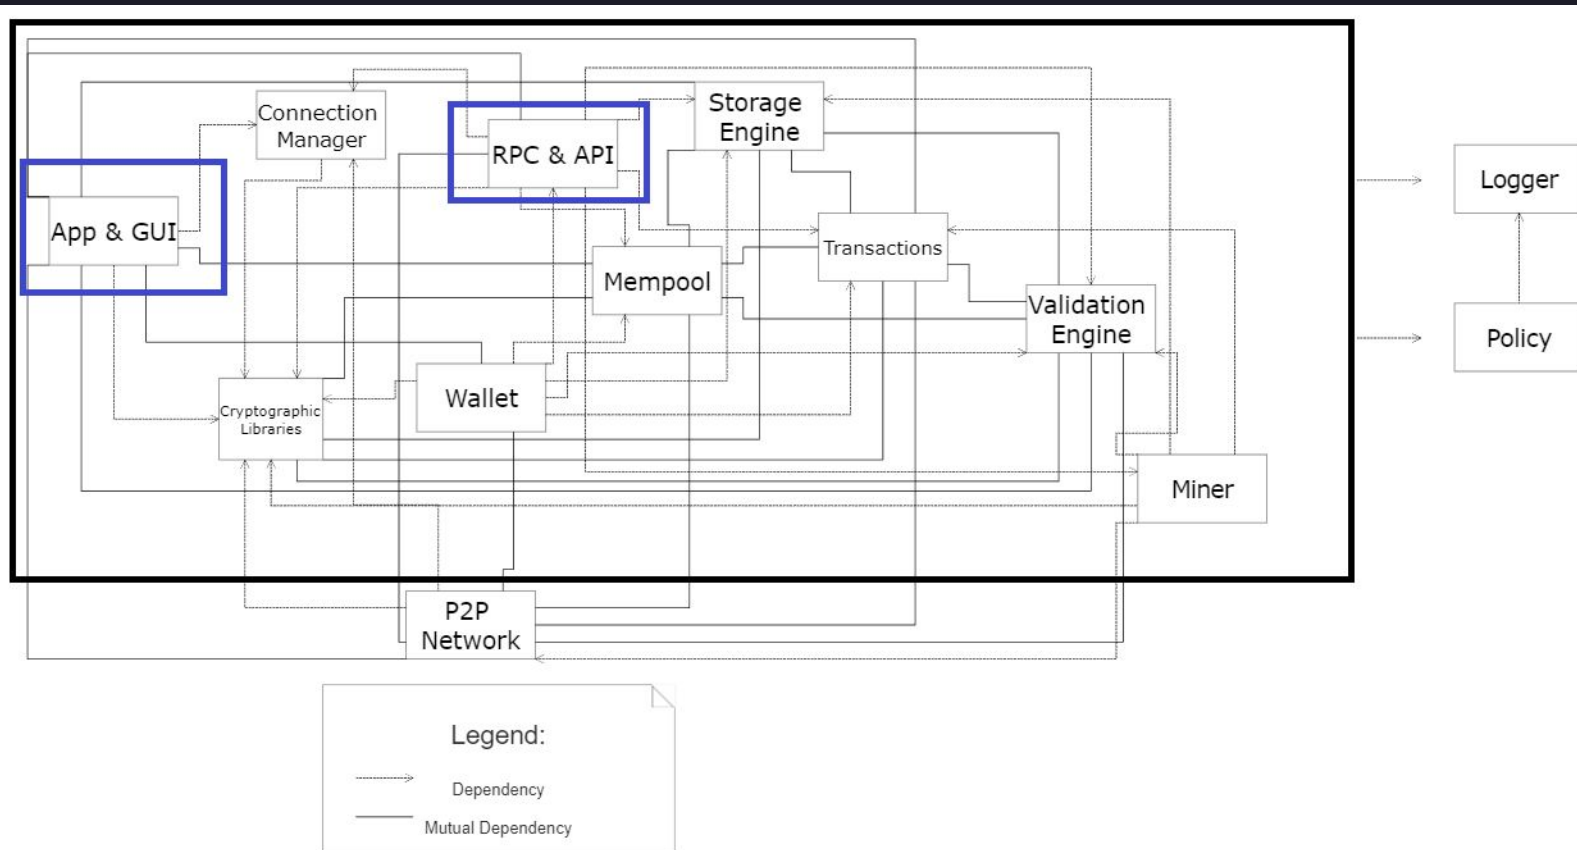 Connection
Manager
RPC & API
Storage
Engine
Logger
App & GUI
Transactions
Mempool
Validation
Engine
Policy
Wallet
Cryptographic
Libraries
Miner
P2P
Network
Legend:
Dependency
Mutual Dependency